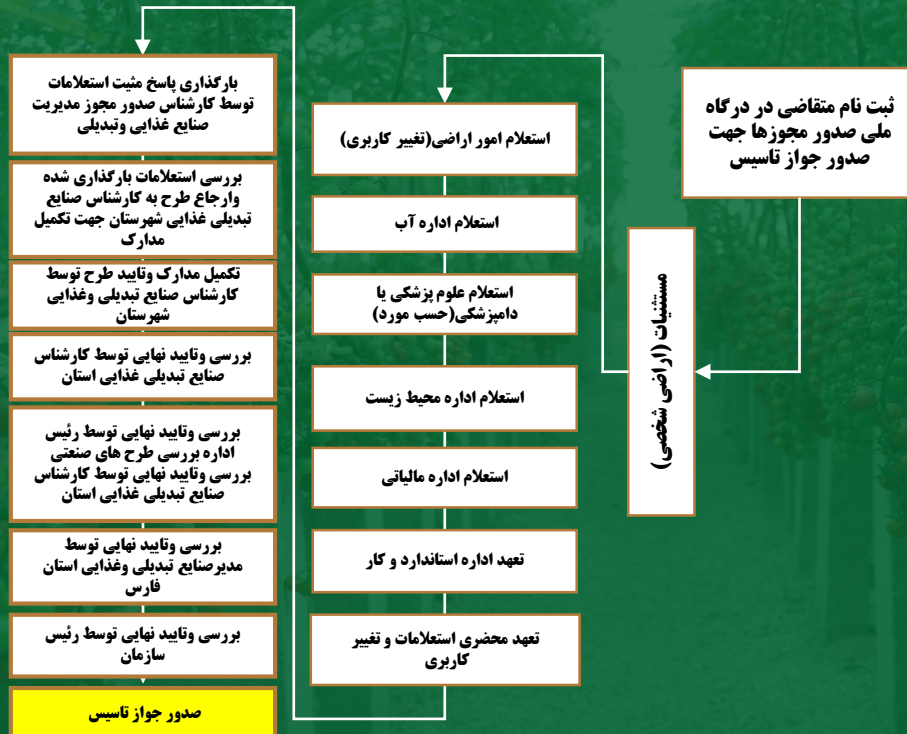 ثبت نام متقاضی در درگاه
ملی صدور مجوزها جهت
صدور جواز تاسیس
مستثنیات (اراضی شخصی)
استعلام امور اراضی(تغییر کاربری)
استعلام اداره آب
استعلام علوم پزشکی یا
دامپزشکی(حسب مورد)
استعلام اداره محیط زیست
استعلام اداره مالیاتی
تعهد اداره استاندارد و کار
تعهد محضری استعلامات و تغییر
کاربری
بارگذاری پاسخ مثبت استعلامات
توسط کارشناس صدور مجوز مدیریت
صنایع غذایی وتبدیلی
بررسی استعلامات بارگذاری شده
وارجاع طرح به کارشناس صنایع
تبدیلی غذایی شهرستان جهت تکمیل
مدارک
تکمیل مدارک وتایید طرح توسط
کارشناس صنایع تبدیلی وغذایی
شهرستان
بررسی وتایید نهایی توسط کارشناس
صنایع تبدیلی غذایی استان
بررسی وتایید نهایی توسط رئیس
اداره بررسی طرح های صنعتی
بررسی وتایید نهایی توسط کارشناس
صنایع تبدیلی غذایی استان
بررسی وتایید نهایی توسط
مدیرصنایع تبدیلی وغذایی استان
فارس
بررسی وتایید نهایی توسط رئیس
سازمان
صدور جواز تاسیس